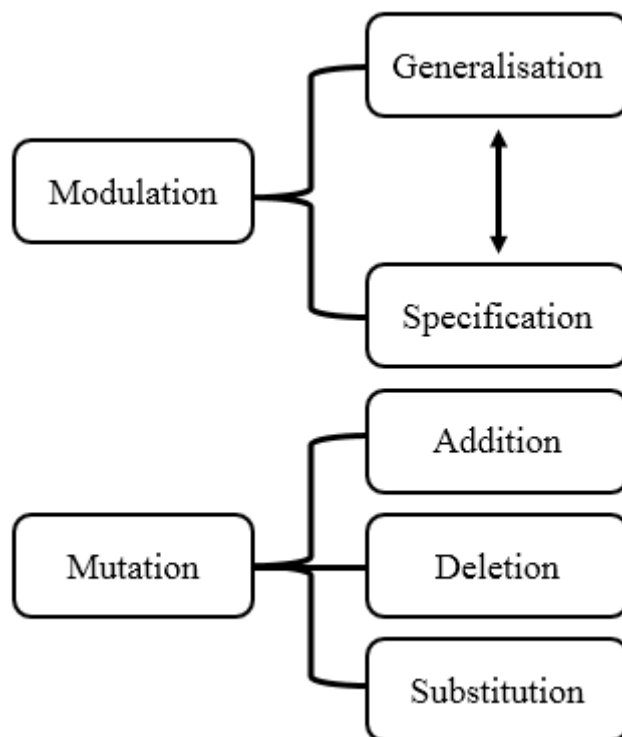 Generalisation
Modulation
Specification
Addition
Mutation
Deletion
Substitution